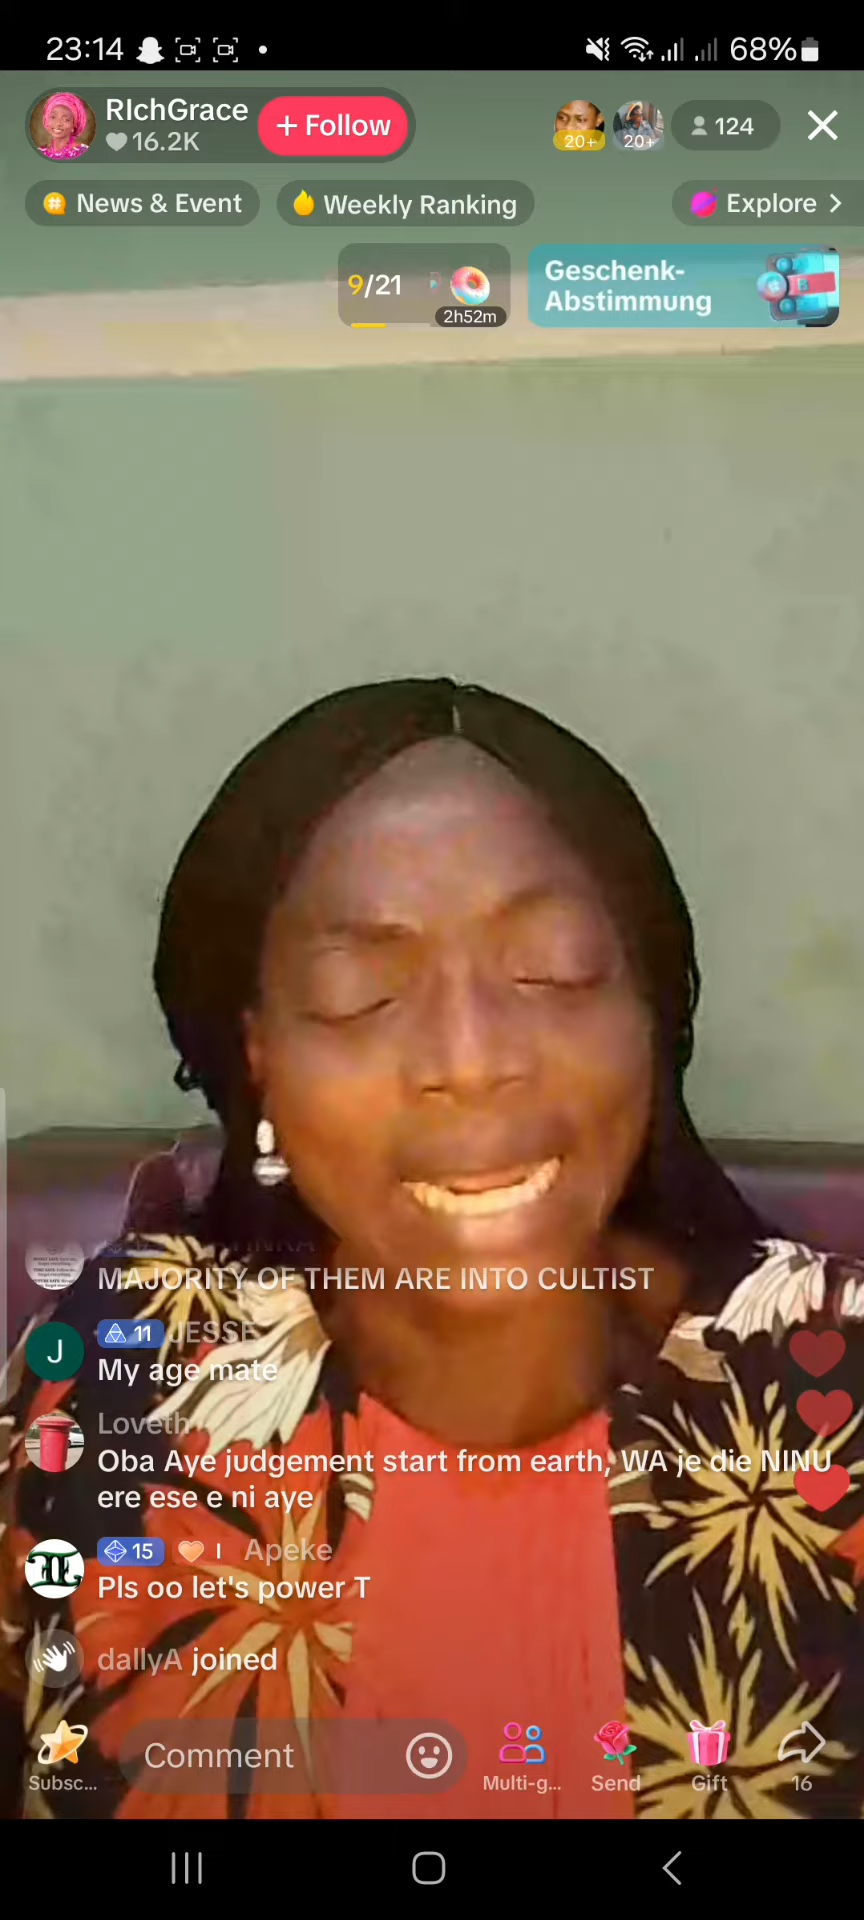 23:14
68%
RIchGrace
16.2K
+ Follow
20+
20+
124
News & Event
Weekly Ranking
Explore
9/21
2h52m
Geschenk-
Abstimmung
MAJORITY OF THEM ARE INTO CULTIST
11 JESSE
J
My age mate
Loveth
Oba Aye judgement start from earth, WA je die NINU
ere ese e ni aye
15 I Apeke
Pls oo let's power T
dallyA joined
Comment
Subsc...
Multi-g...
Send
Gift
16